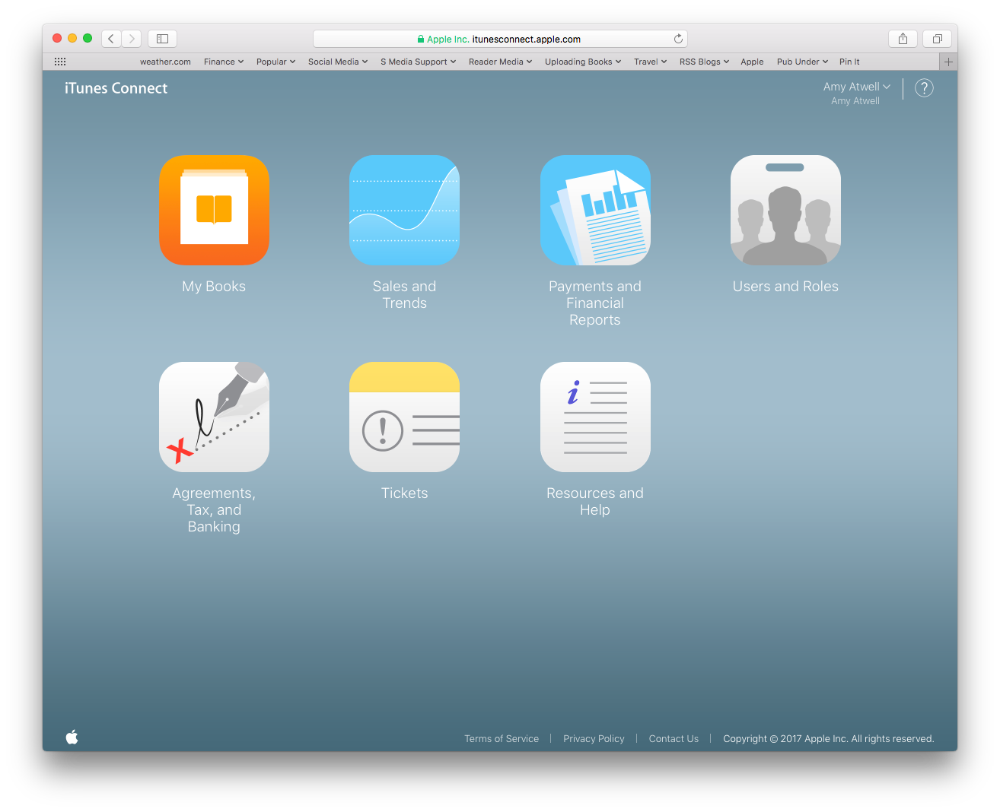 Apple Inc. itunesconnect.apple.com
weather.com Finance Popular Social Media S Media Support Reader Media Uploading Books Travel RSS Blogs Apple Pub Under Pin It
iTunes Connect
Amy Atwell
Amy Atwell
?
My Books
Sales and
Trends
Payments and
Financial
Reports
Users and Roles
Agreements,
Tax, and
Banking
Tickets
Resources and
Help
Terms of Service | Privacy Policy | Contact Us | Copyright © 2017 Apple Inc. All rights reserved.